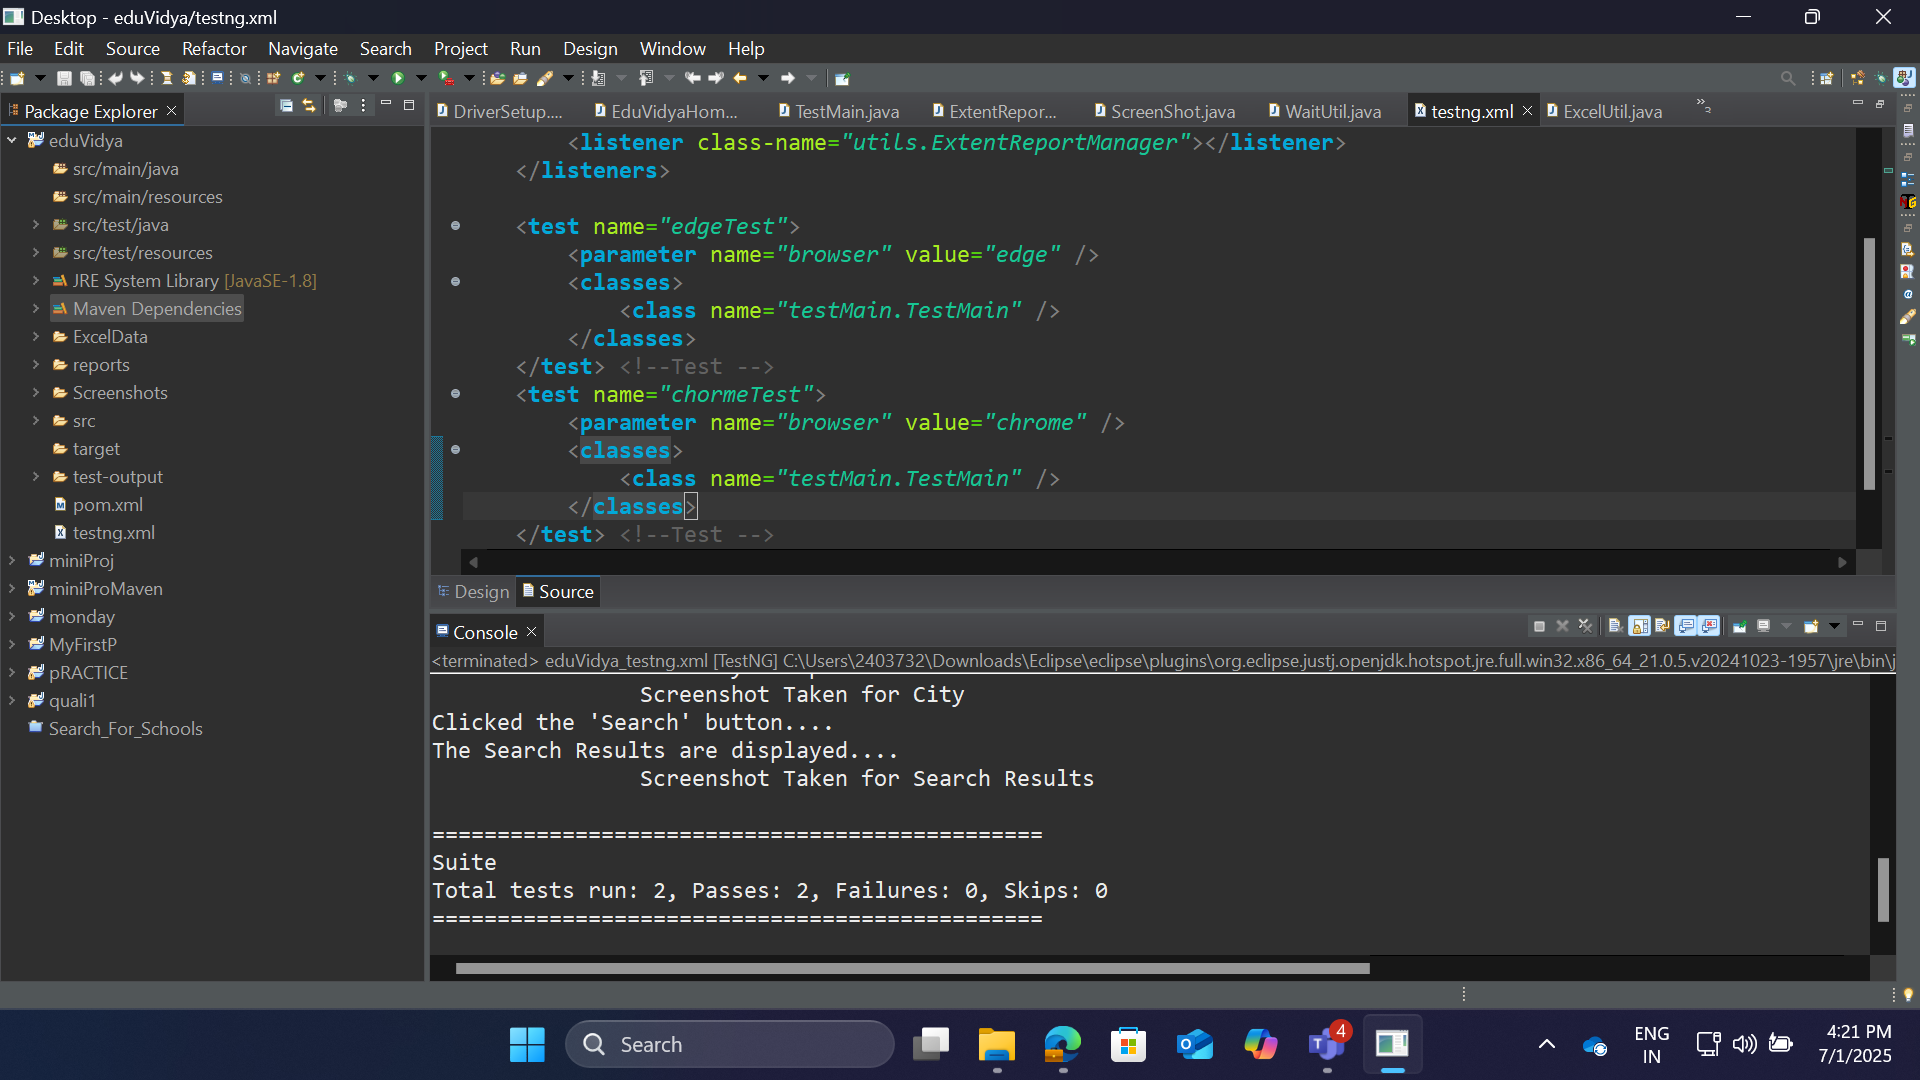 Desktop - eduVidya/testng.xml
File Edit Source Refactor Navigate Search Project Run Design Window Help
Package Explorer
eduVidya
src/main/java
src/main/resources
src/test/java
src/test/resources
JRE System Library [JavaSE-1.8]
Maven Dependencies
ExcelData
reports
Screenshots
src
target
test-output
pom.xml
testng.xml
miniProj
miniProMaven
monday
MyFirstP
pRACTICE
quali1
Search_For_Schools
DriverSetup.... EduVidyaHom... TestMain.java ExtentRepor... ScreenShot.java WaitUtil.java testng.xml ExcelUtil.java
<listener class-name="utils.ExtentReportManager"></listener>
</listeners>
<test name="edgeTest">
<parameter name="browser" value="edge" />
<classes>
<class name="testMain.TestMain" />
</classes>
</test> <!--Test -->
<test name="chormeTest">
<parameter name="browser" value="chrome" />
<classes>
<class name="testMain.TestMain" />
</classes>
</test> <!--Test -->
Design Source
Console
<terminated> eduVidya_testng.xml [TestNG] C:\Users\2403732\Downloads\Eclipse\eclipse\plugins\org.eclipse.justj.openjdk.hotspot.jre.full.win32.x86_64_21.0.5.v20241023-1957\jre\bin\j
Screenshot Taken for City
Clicked the 'Search' button....
The Search Results are displayed....
Screenshot Taken for Search Results
===============================================
Suite
Total tests run: 2, Passes: 2, Failures: 0, Skips: 0
===============================================
Search
4
ENG
IN
4:21 PM
7/1/2025